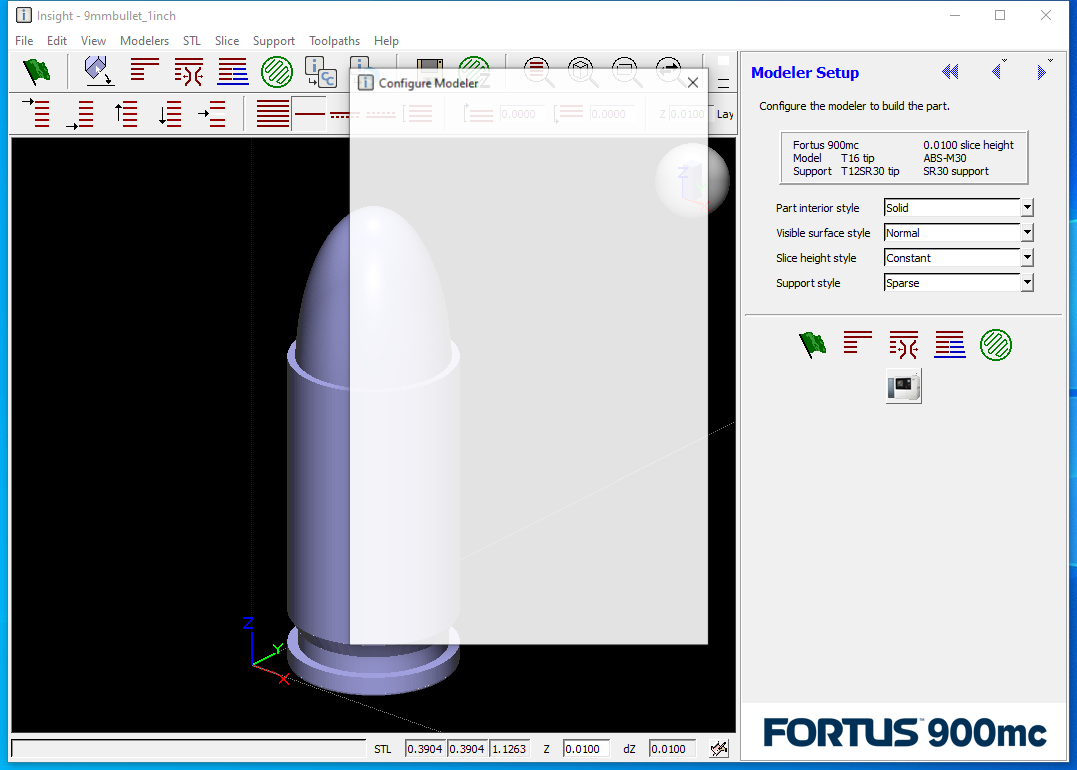 Insight - 9mmbullet_1inch
File Edit View Modelers STL Slice Support Toolpaths Help
Configure Modeler
0.0000 0.0000 Z 0.0100 Lay
Z
Z
Y
X
STL 0.3904 0.3904 1.1263 Z 0.0100 dZ 0.0100
Modeler Setup
Configure the modeler to build the part.
Fortus 900mc 0.0100 slice height
Model T16 tip ABS-M30
Support T12SR30 tip SR30 support
Part interior style Solid
Visible surface style Normal
Slice height style Constant
Support style Sparse
FORTUS™ 900mc